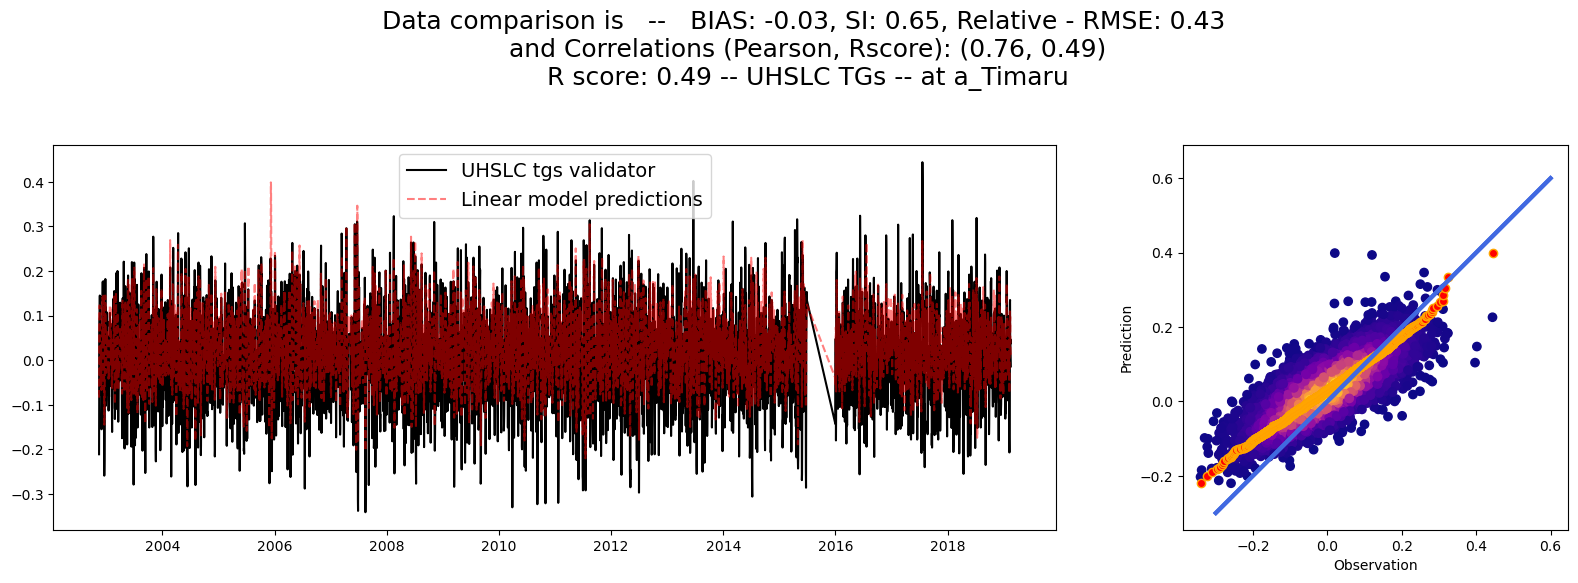 Data comparison is   --   BIAS: -0.03, SI: 0.65, Relative - RMSE: 0.43
and Correlations (Pearson, Rscore): (0.76, 0.49)
R score: 0.49 -- UHSLC TGs -- at a_Timaru
UHSLC tgs validator
Linear model predictions
0.4
0.3
0.2
0.1
0.0
−0.1
−0.2
−0.3
2004 2006 2008 2010 2012 2014 2016 2018
Prediction
0.6
0.4
0.2
0.0
−0.2
−0.2 0.0 0.2 0.4 0.6
Observation